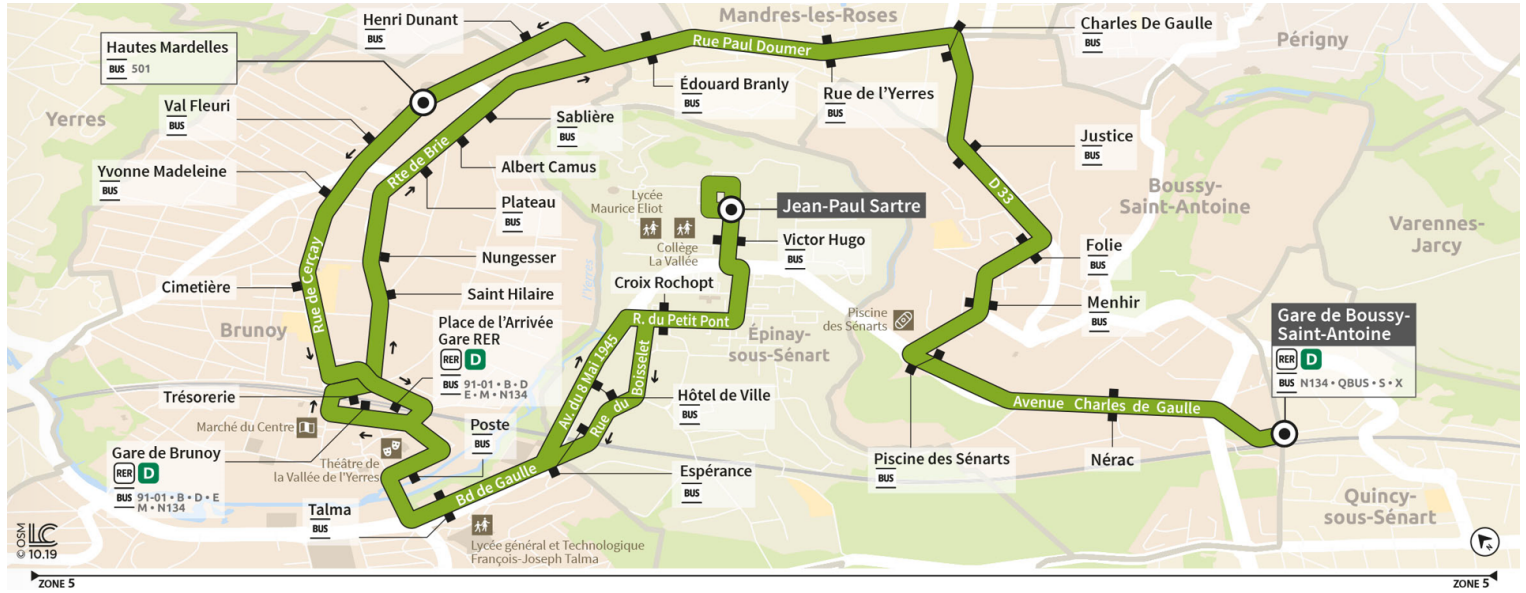 Mandres-les-Roses
Henri Dunant
BUS
Charles De Gaulle
BUS
Périgny
Hautes Mardelles
BUS 501
Rue Paul Doumer
Édouard Branly
BUS
Rue de l'Yerres
BUS
Val Fleuri
BUS
Yerres
Sablière
BUS
Justice
BUS
Rte de Brie
Albert Camus
Yvonne Madeleine
BUS
Plateau
BUS
Lycée
Maurice Eliot
Collège
La Vallée
Jean-Paul Sartre
D 33
Boussy-
Saint-Antoine
Varennes-
Jarcy
Victor Hugo
BUS
Folie
BUS
Nungesser
l'Yerres
Rue de Cerçay
Cimetière
Saint Hilaire
Croix Rochopt
Menhir
BUS
Brunoy
Place de l'Arrivée
Gare RER
RER D
BUS 91-01 • B • D
E • M • N134
R. du Petit Pont
Épinay-
sous-Sénart
Piscine
des Sénarts
Gare de Boussy-
Saint-Antoine
RER D
BUS N134 • QBUS • S • X
Av. du 8 Mai 1945
Rue du Boisselet
Trésorerie
Marché du Centre
Hôtel de Ville
BUS
Avenue Charles de Gaulle
Poste
BUS
Gare de Brunoy
RER D
BUS 91-01 • B • D • E
M • N134
Théâtre de
la Vallée de l'Yerres
Bd de Gaulle
Espérance
BUS
Piscine des Sénarts
BUS
Nérac
Talma
BUS
Quincy-
sous-Sénart
Lycée général et Technologique
François-Joseph Talma
© OSM
LC
© 10.19
N
ZONE 5
ZONE 5